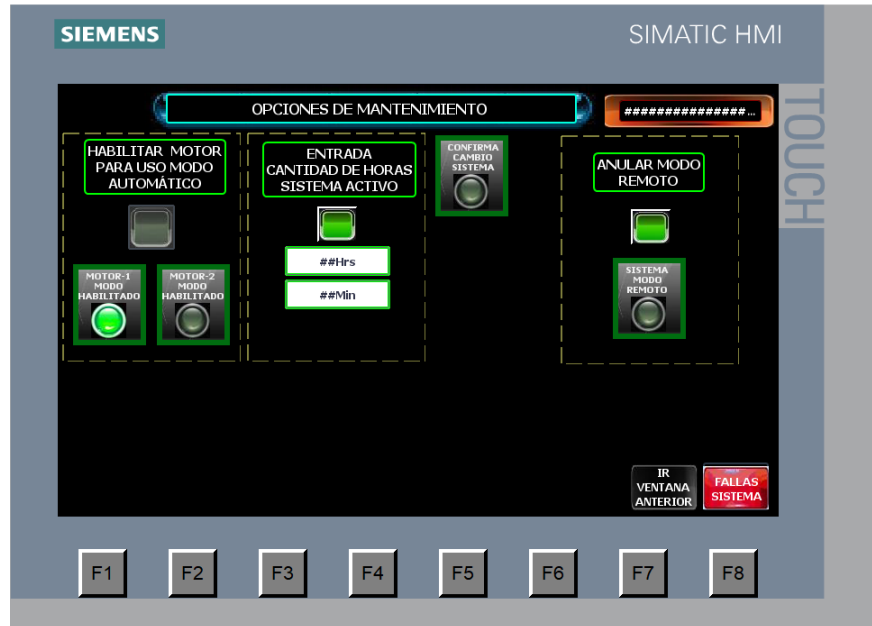 SIEMENS
SIMATIC HMI
TOUCH
OPCIONES DE MANTENIMIENTO
###############...
HABILITAR MOTOR
PARA USO MODO
AUTOMÁTICO
MOTOR-1
MODO
HABILITADO
MOTOR-2
MODO
HABILITADO
ENTRADA
CANTIDAD DE HORAS
SISTEMA ACTIVO
##Hrs
##Min
CONFIRMA
CAMBIO
SISTEMA
ANULAR MODO
REMOTO
SISTEMA
MODO
REMOTO
IR
VENTANA
ANTERIOR
FALLAS
SISTEMA
F1
F2
F3
F4
F5
F6
F7
F8